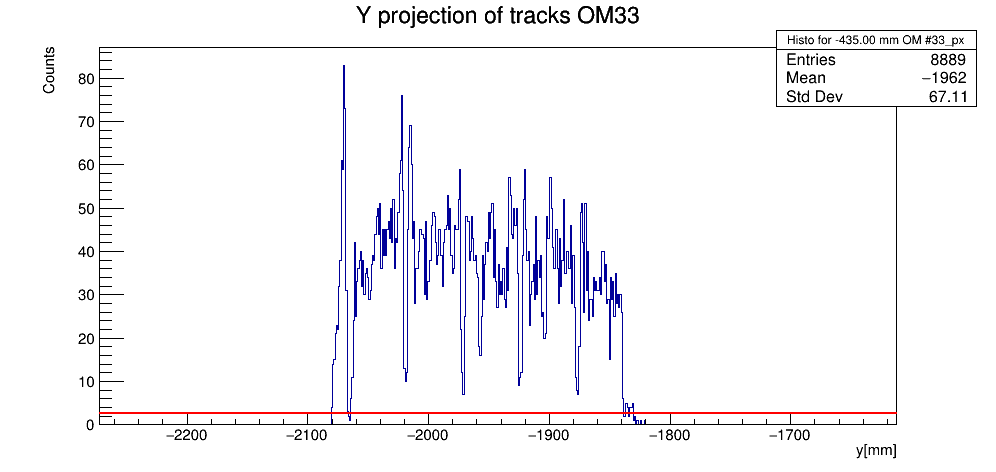 Y projection of tracks OM33
Histo for -435.00 mm OM #33_px
Entries 8889
Mean −1962
Std Dev 67.11
Counts
80
70
60
50
40
30
20
10
0
−2200 −2100 −2000 −1900 −1800 −1700
y[mm]